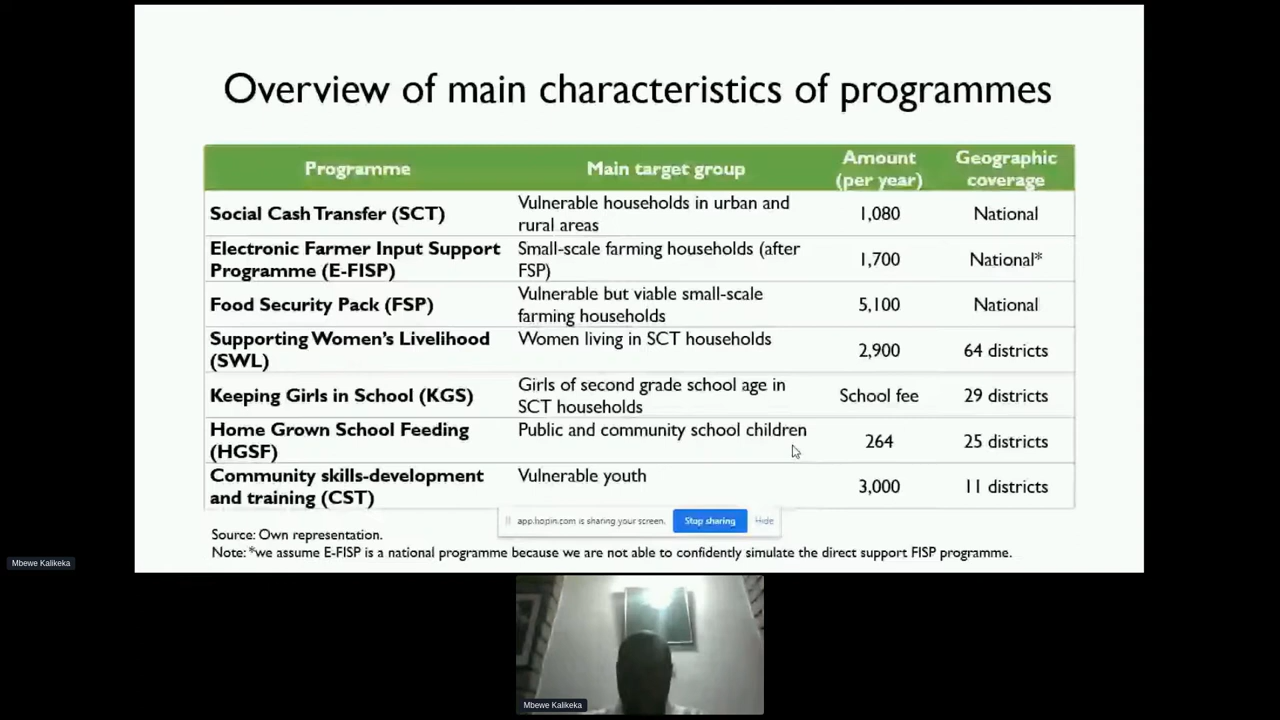 Overview of main characteristics of programmes
Programme
Main target group
Amount
(per year)
Geographic
coverage
Social Cash Transfer (SCT)
Vulnerable households in urban and
rural areas
1,080
National
Electronic Farmer Input Support
Programme (E-FISP)
Small-scale farming households (after
FSP)
1,700
National*
Food Security Pack (FSP)
Vulnerable but viable small-scale
farming households
5,100
National
Supporting Women's Livelihood
(SWL)
Women living in SCT households
2,900
64 districts
Keeping Girls in School (KGS)
Girls of second grade school age in
SCT households
School fee
29 districts
Home Grown School Feeding
(HGSF)
Public and community school children
264
25 districts
Community skills-development
and training (CST)
Vulnerable youth
3,000
11 districts
app.hopin.com is sharing your screen.
Stop sharing
Hide
Source: Own representation.
Note: *we assume E-FISP is a national programme because we are not able to confidently simulate the direct support FISP programme.
Mbewe Kalikeka
Mbewe Kalikeka